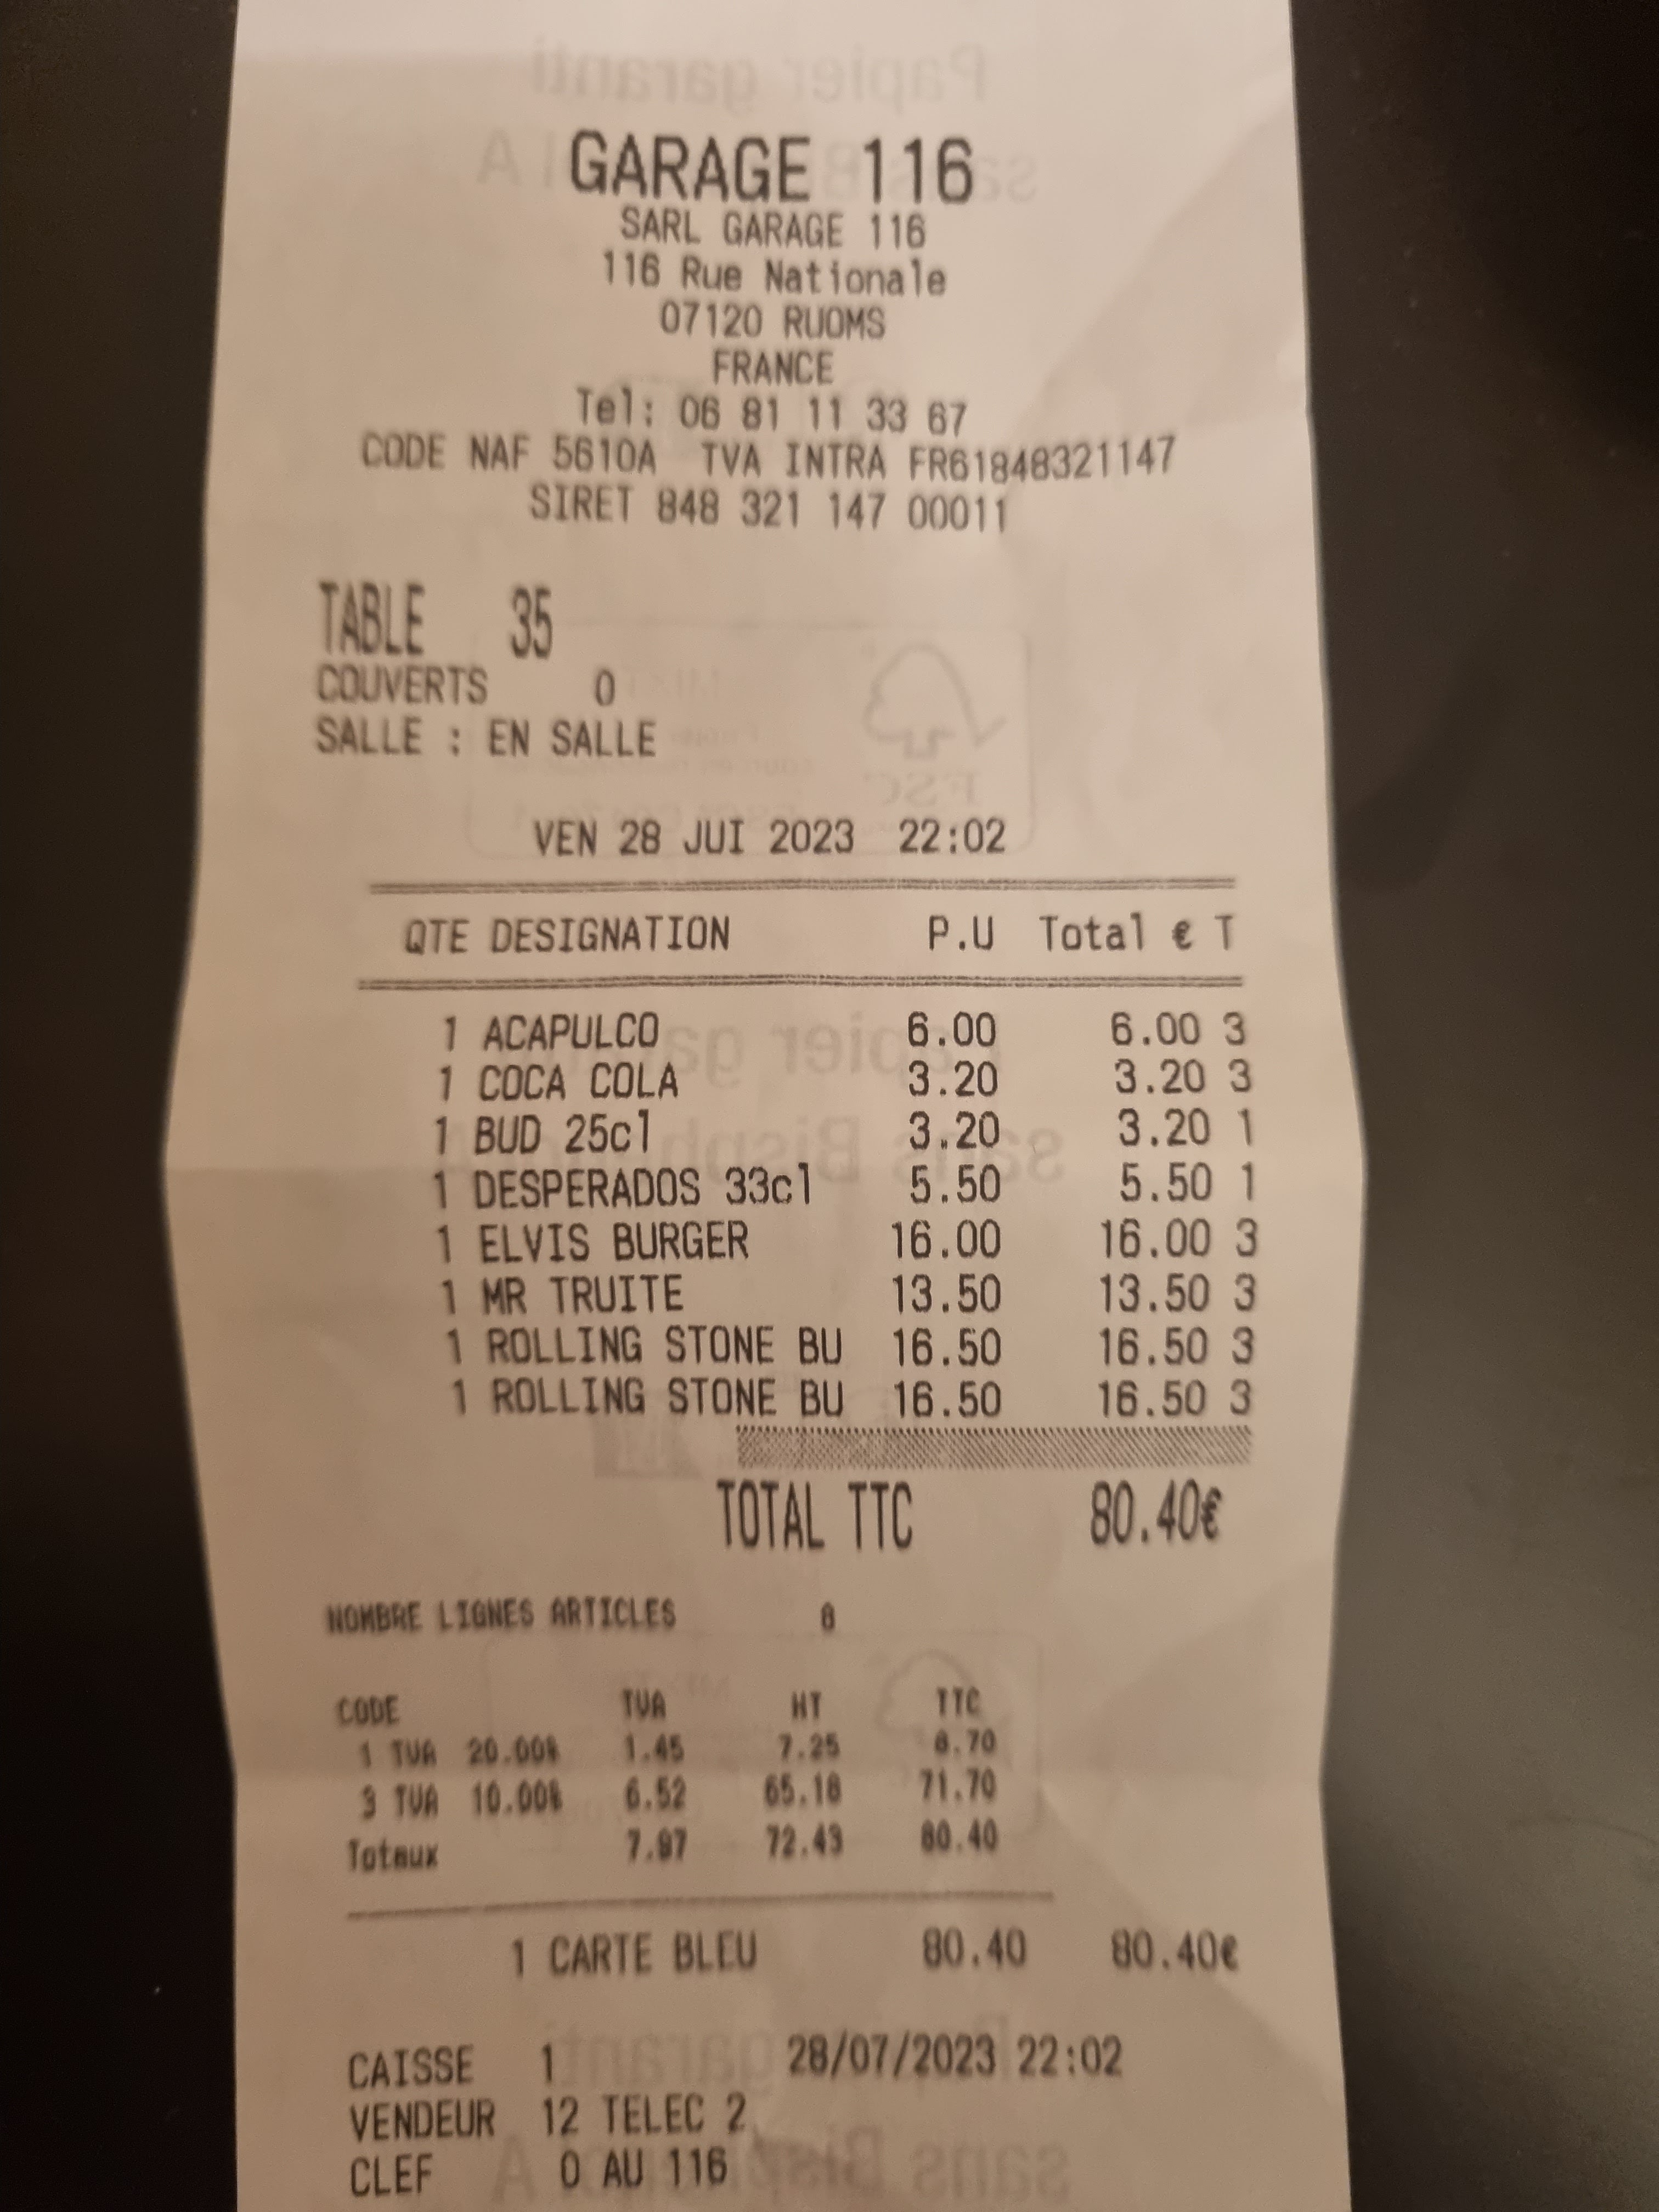 GARAGE 116
SARL GARAGE 116
116 Rue Nationale
07120 RUOMS
FRANCE
Tel: 06 81 11 33 67
CODE NAF 5610A TVA INTRA FR61848321147
SIRET 848 321 147 00011
TABLE 35
COUVERTS 0
SALLE : EN SALLE
VEN 28 JUI 2023 22:02
QTE DESIGNATION P.U Total € T
1 ACAPULCO 6.00 6.00 3
1 COCA COLA 3.20 3.20 3
1 BUD 25cl 3.20 3.20 1
1 DESPERADOS 33cl 5.50 5.50 1
1 ELVIS BURGER 16.00 16.00 3
1 MR TRUITE 13.50 13.50 3
1 ROLLING STONE BU 16.50 16.50 3
1 ROLLING STONE BU 16.50 16.50 3
TOTAL TTC 80.40€
NOMBRE LIGNES ARTICLES 8
CODE TVA HT TTC
1 TVA 20.00% 1.45 7.25 8.70
3 TVA 10.00% 6.52 65.18 71.70
Totaux 7.97 72.43 80.40
1 CARTE BLEU 80.40 80.40€
CAISSE 1 28/07/2023 22:02
VENDEUR 12 TELEC 2
CLEF 0 AU 116